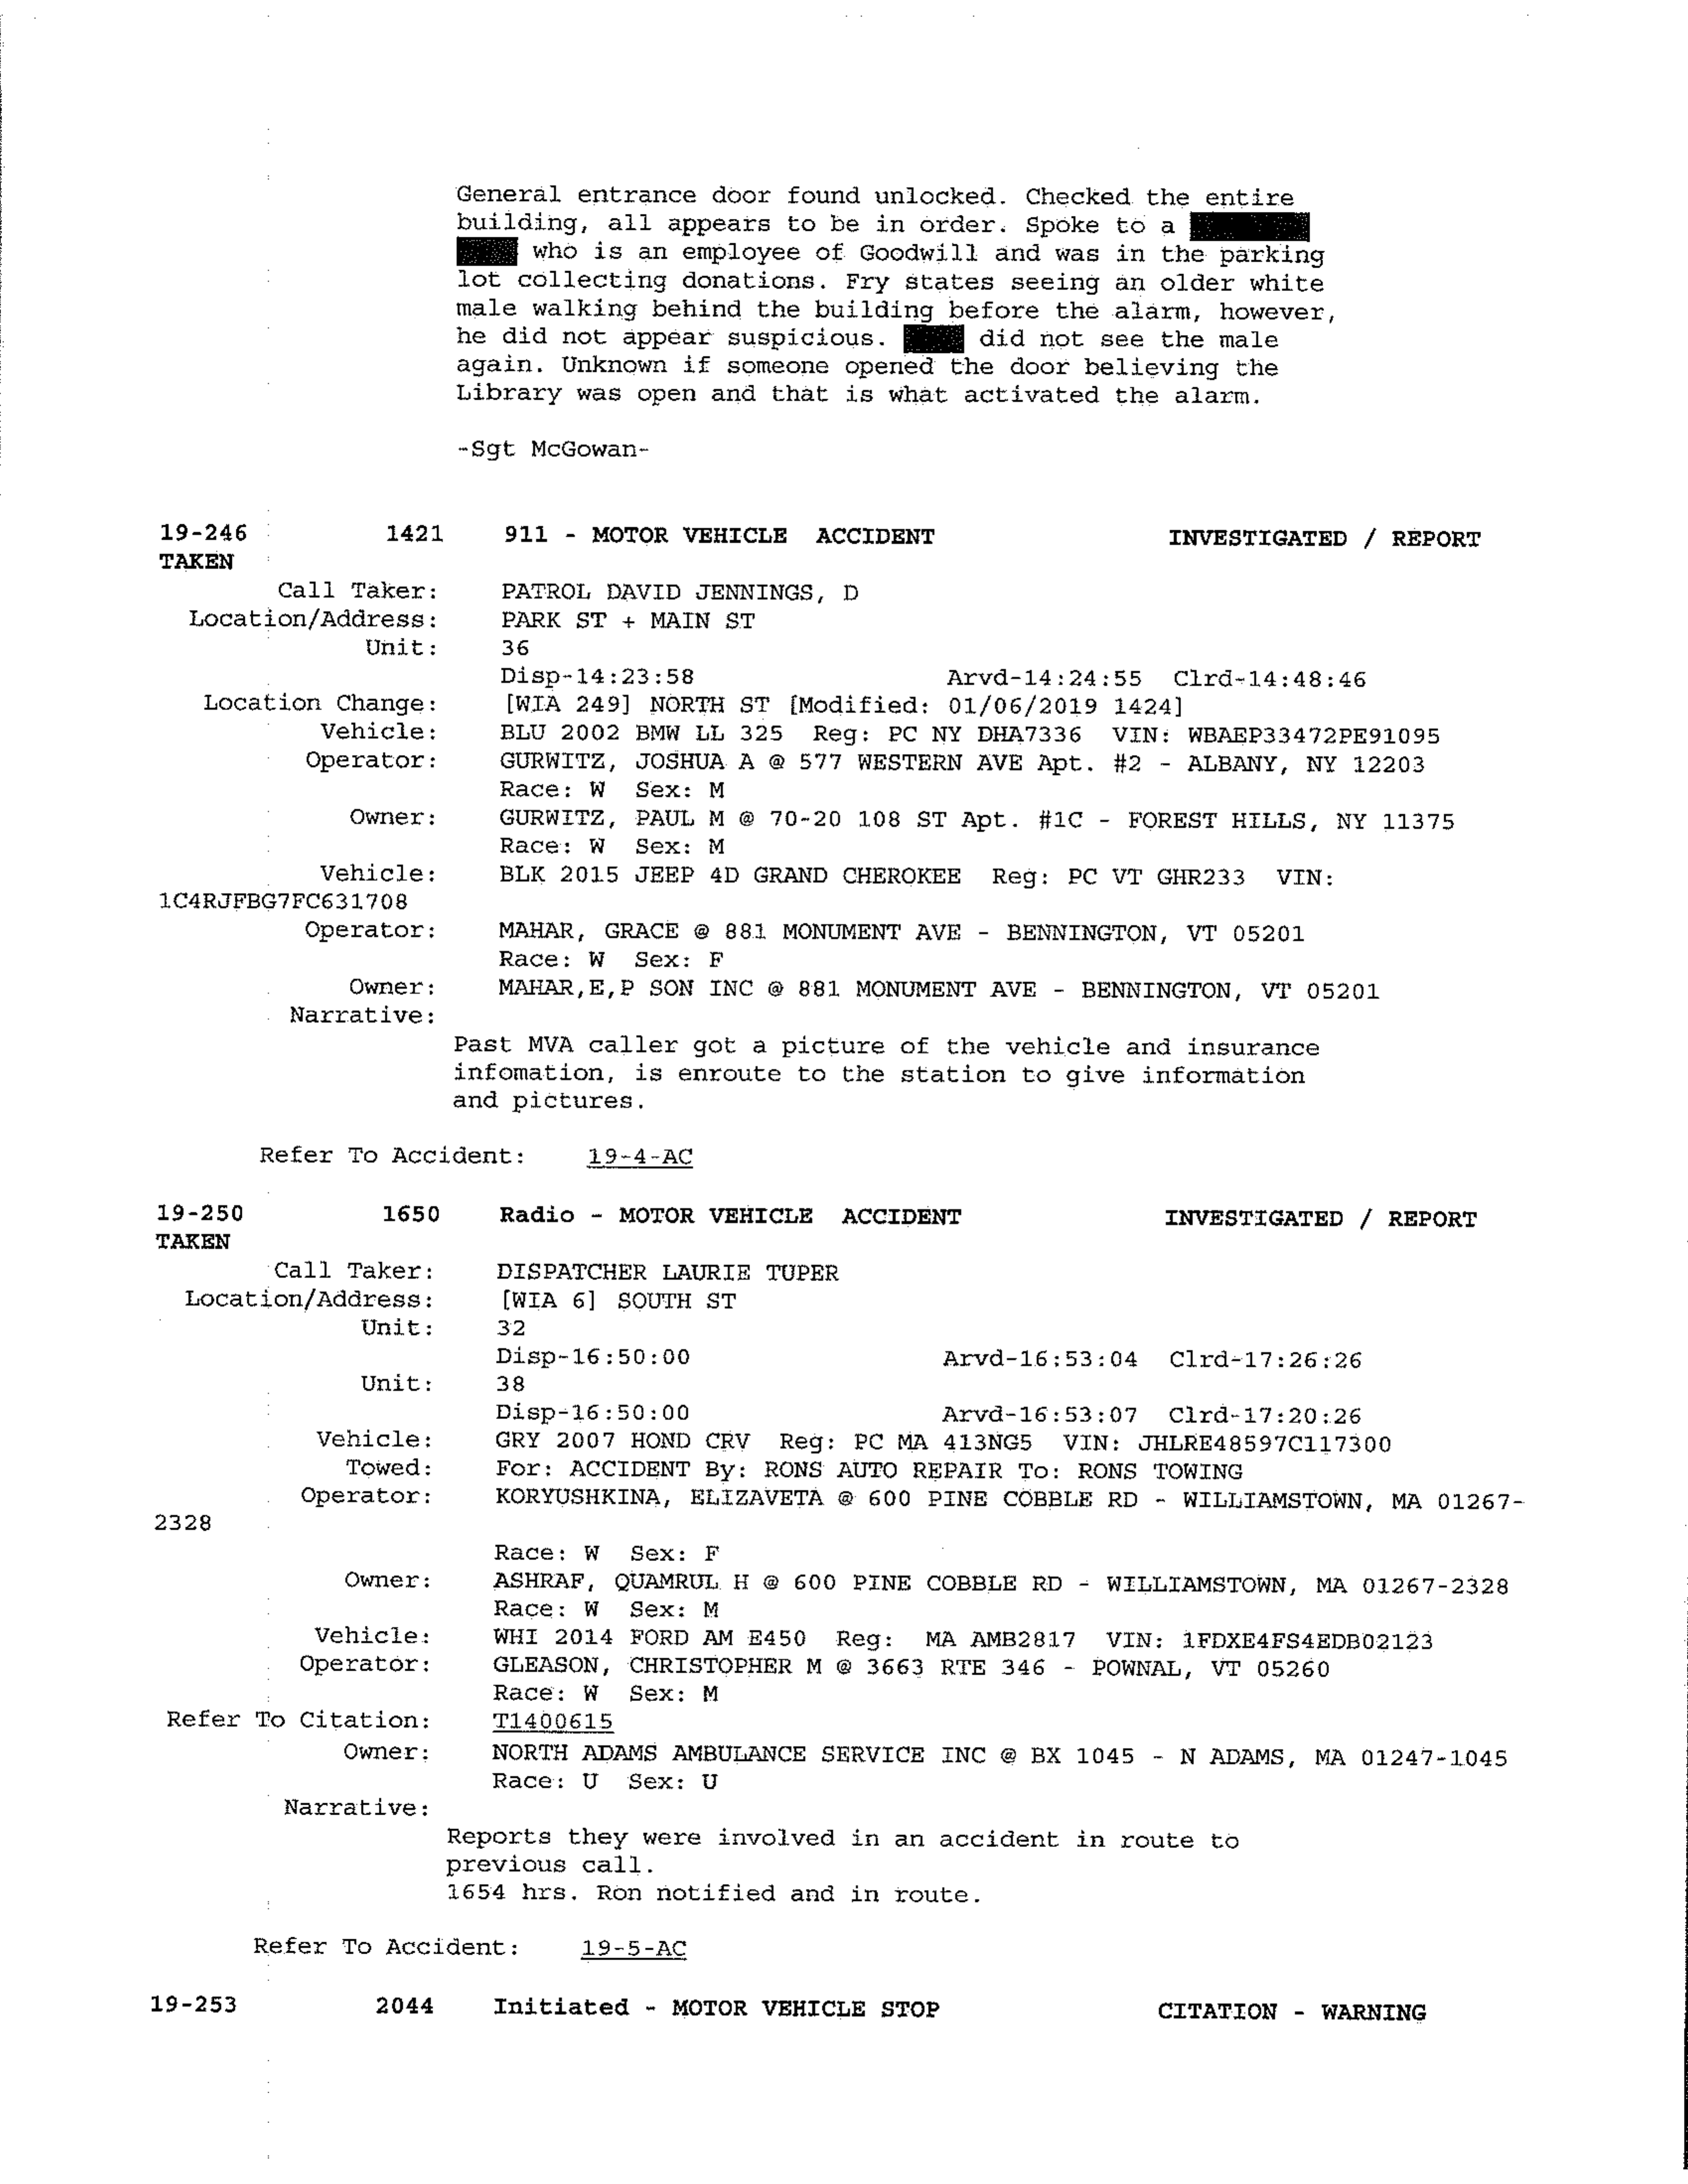 General entrance door found unlocked. Checked the entire
building, all appears to be in order. Spoke to a
who is an employee of Goodwill and was in the parking
lot collecting donations. Fry states seeing an older white
male walking behind the building before the alarm, however,
he did not appear suspicious. did not see the male
again. Unknown if someone opened the door believing the
Library was open and that is what activated the alarm.
-Sgt McGowan-
19-246 1421 911 - MOTOR VEHICLE ACCIDENT INVESTIGATED / REPORT
TAKEN
Call Taker: PATROL DAVID JENNINGS, D
Location/Address: PARK ST + MAIN ST
Unit: 36
Disp-14:23:58 Arvd-14:24:55 Clrd-14:48:46
Location Change: [WIA 249] NORTH ST [Modified: 01/06/2019 1424]
Vehicle: BLU 2002 BMW LL 325 Reg: PC NY DHA7336 VIN: WBAEP33472PE91095
Operator: GURWITZ, JOSHUA A @ 577 WESTERN AVE Apt. #2 - ALBANY, NY 12203
Race: W Sex: M
Owner: GURWITZ, PAUL M @ 70-20 108 ST Apt. #1C - FOREST HILLS, NY 11375
Race: W Sex: M
Vehicle: BLK 2015 JEEP 4D GRAND CHEROKEE Reg: PC VT GHR233 VIN:
1C4RJFBG7FC631708
Operator: MAHAR, GRACE @ 881 MONUMENT AVE - BENNINGTON, VT 05201
Race: W Sex: F
Owner: MAHAR,E,P SON INC @ 881 MONUMENT AVE - BENNINGTON, VT 05201
Narrative:
Past MVA caller got a picture of the vehicle and insurance
infomation, is enroute to the station to give information
and pictures.
Refer To Accident: 19-4-AC
19-250 1650 Radio - MOTOR VEHICLE ACCIDENT INVESTIGATED / REPORT
TAKEN
Call Taker: DISPATCHER LAURIE TUPER
Location/Address: [WIA 6] SOUTH ST
Unit: 32
Disp-16:50:00 Arvd-16:53:04 Clrd-17:26:26
Unit: 38
Disp-16:50:00 Arvd-16:53:07 Clrd-17:20:26
Vehicle: GRY 2007 HOND CRV Reg: PC MA 413NG5 VIN: JHLRE48597C117300
Towed: For: ACCIDENT By: RONS AUTO REPAIR To: RONS TOWING
Operator: KORYUSHKINA, ELIZAVETA @ 600 PINE COBBLE RD - WILLIAMSTOWN, MA 01267-
2328
Race: W Sex: F
Owner: ASHRAF, QUAMRUL H @ 600 PINE COBBLE RD - WILLIAMSTOWN, MA 01267-2328
Race: W Sex: M
Vehicle: WHI 2014 FORD AM E450 Reg: MA AMB2817 VIN: 1FDXE4FS4EDB02123
Operator: GLEASON, CHRISTOPHER M @ 3663 RTE 346 - POWNAL, VT 05260
Race: W Sex: M
Refer To Citation: T1400615
Owner: NORTH ADAMS AMBULANCE SERVICE INC @ BX 1045 - N ADAMS, MA 01247-1045
Race: U Sex: U
Narrative:
Reports they were involved in an accident in route to
previous call.
1654 hrs. Ron notified and in route.
Refer To Accident: 19-5-AC
19-253 2044 Initiated - MOTOR VEHICLE STOP CITATION - WARNING